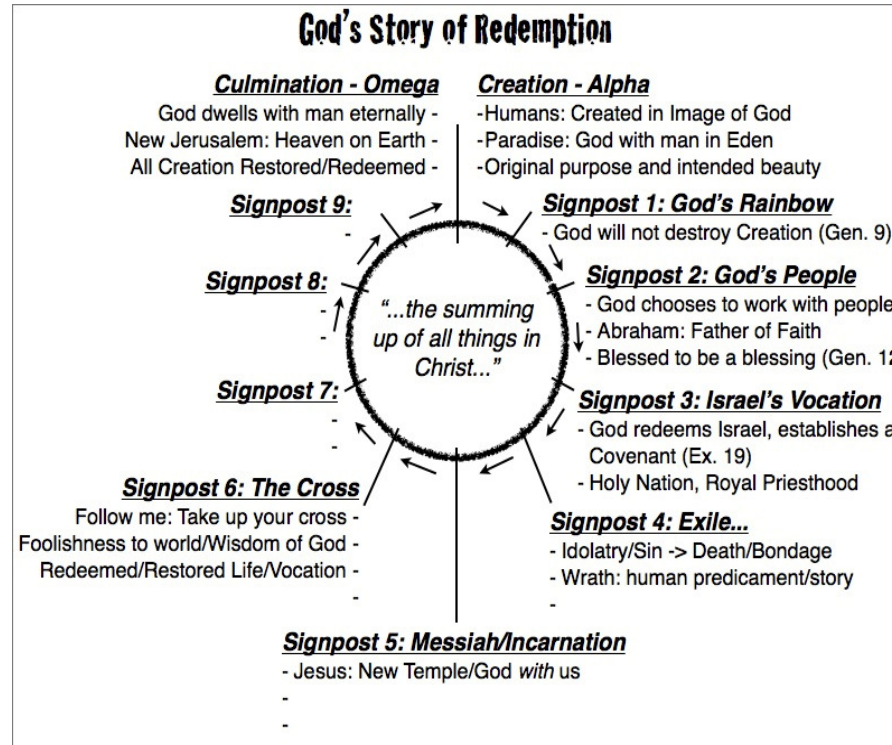 God's Story of Redemption
Culmination - Omega
God dwells with man eternally -
New Jerusalem: Heaven on Earth -
All Creation Restored/Redeemed -
Creation - Alpha
-Humans: Created in Image of God
-Paradise: God with man in Eden
-Original purpose and intended beauty
Signpost 1: God's Rainbow
- God will not destroy Creation (Gen. 9)
Signpost 2: God's People
- God chooses to work with people
- Abraham: Father of Faith
- Blessed to be a blessing (Gen. 12
Signpost 3: Israel's Vocation
- God redeems Israel, establishes a
Covenant (Ex. 19)
- Holy Nation, Royal Priesthood
Signpost 4: Exile...
- Idolatry/Sin -> Death/Bondage
- Wrath: human predicament/story
-
Signpost 5: Messiah/Incarnation
- Jesus: New Temple/God with us
-
-
Signpost 6: The Cross
Follow me: Take up your cross -
Foolishness to world/Wisdom of God -
Redeemed/Restored Life/Vocation -
-
Signpost 7:
-
-
Signpost 8:
-
-
Signpost 9:
-
"...the summing
up of all things in
Christ..."